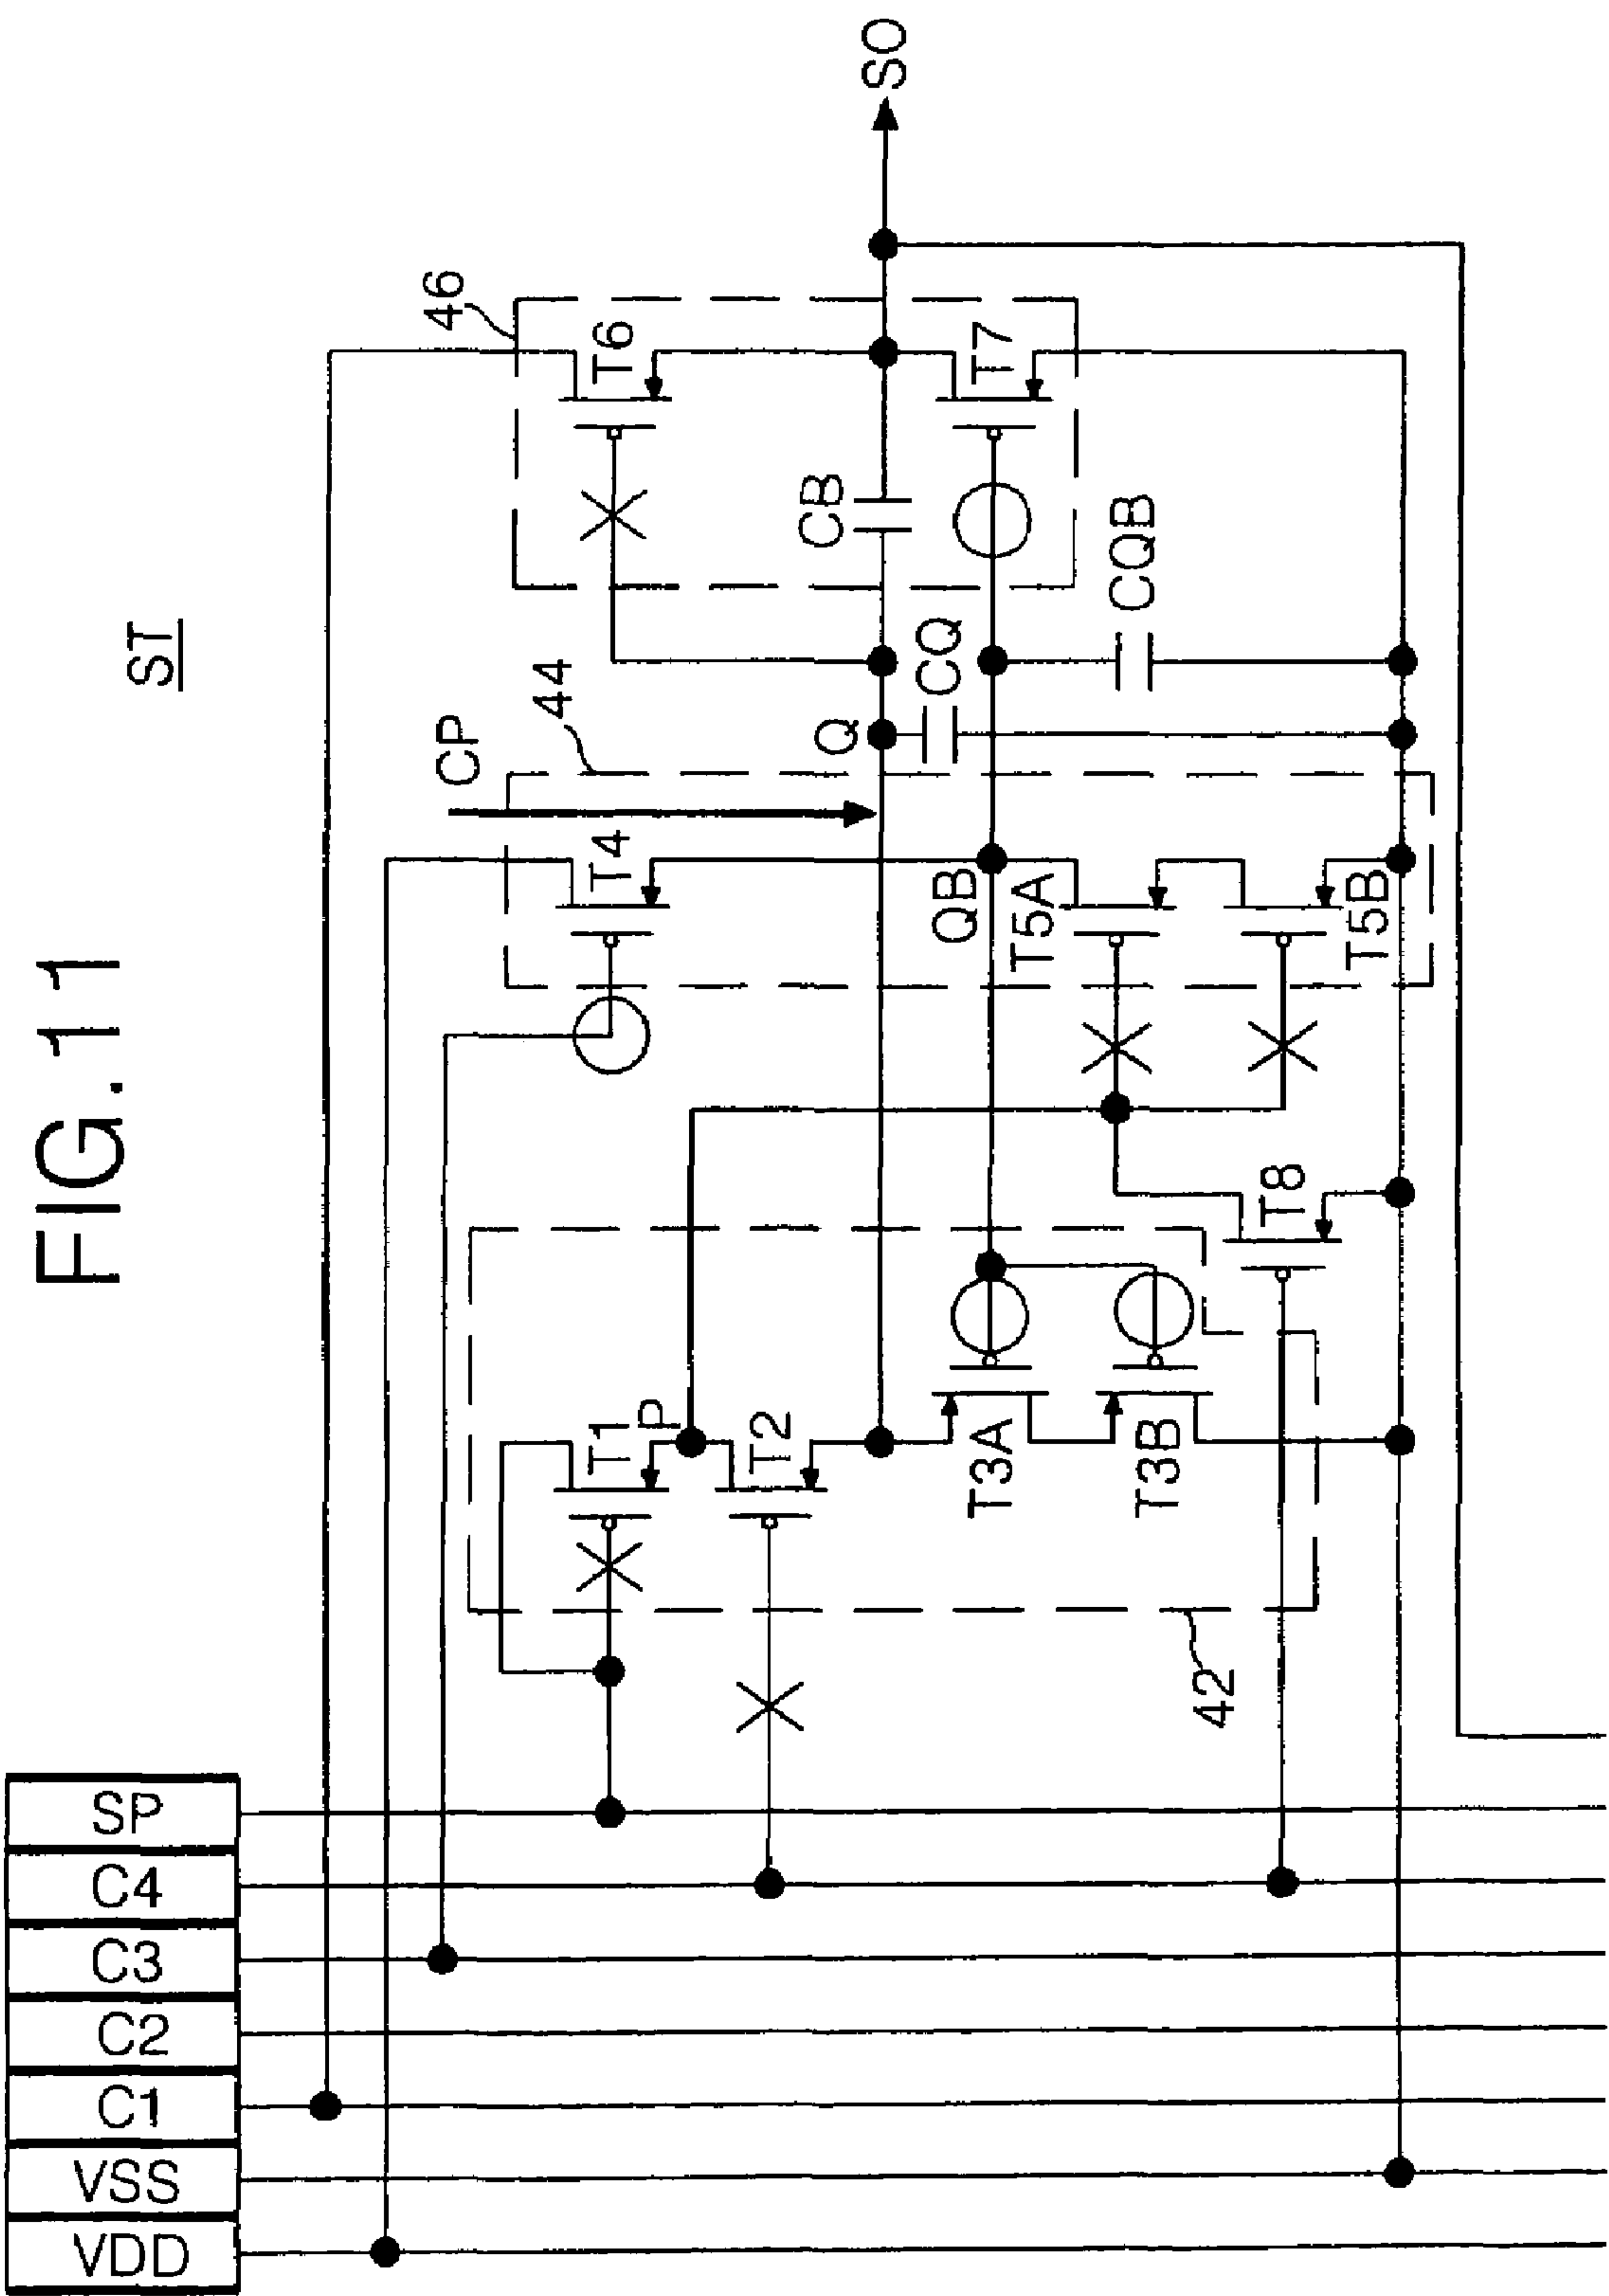 FIG.11
ST
SP
C4
C3
C2
C1
VSS
VDD
46
T6
SO
CP
44
T4
CB
T7
Q
CQ
CQB
QB
T5A
T5B
T1
P
T2
T3A
T3B
T8
42